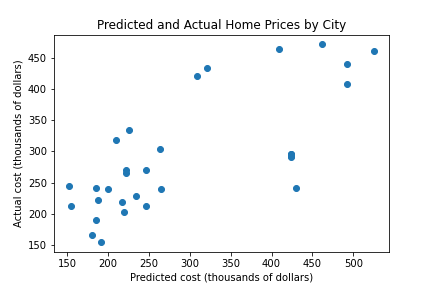 Predicted and Actual Home Prices by City
Actual cost (thousands of dollars)
450
400
350
300
250
200
150
150 200 250 300 350 400 450 500
Predicted cost (thousands of dollars)